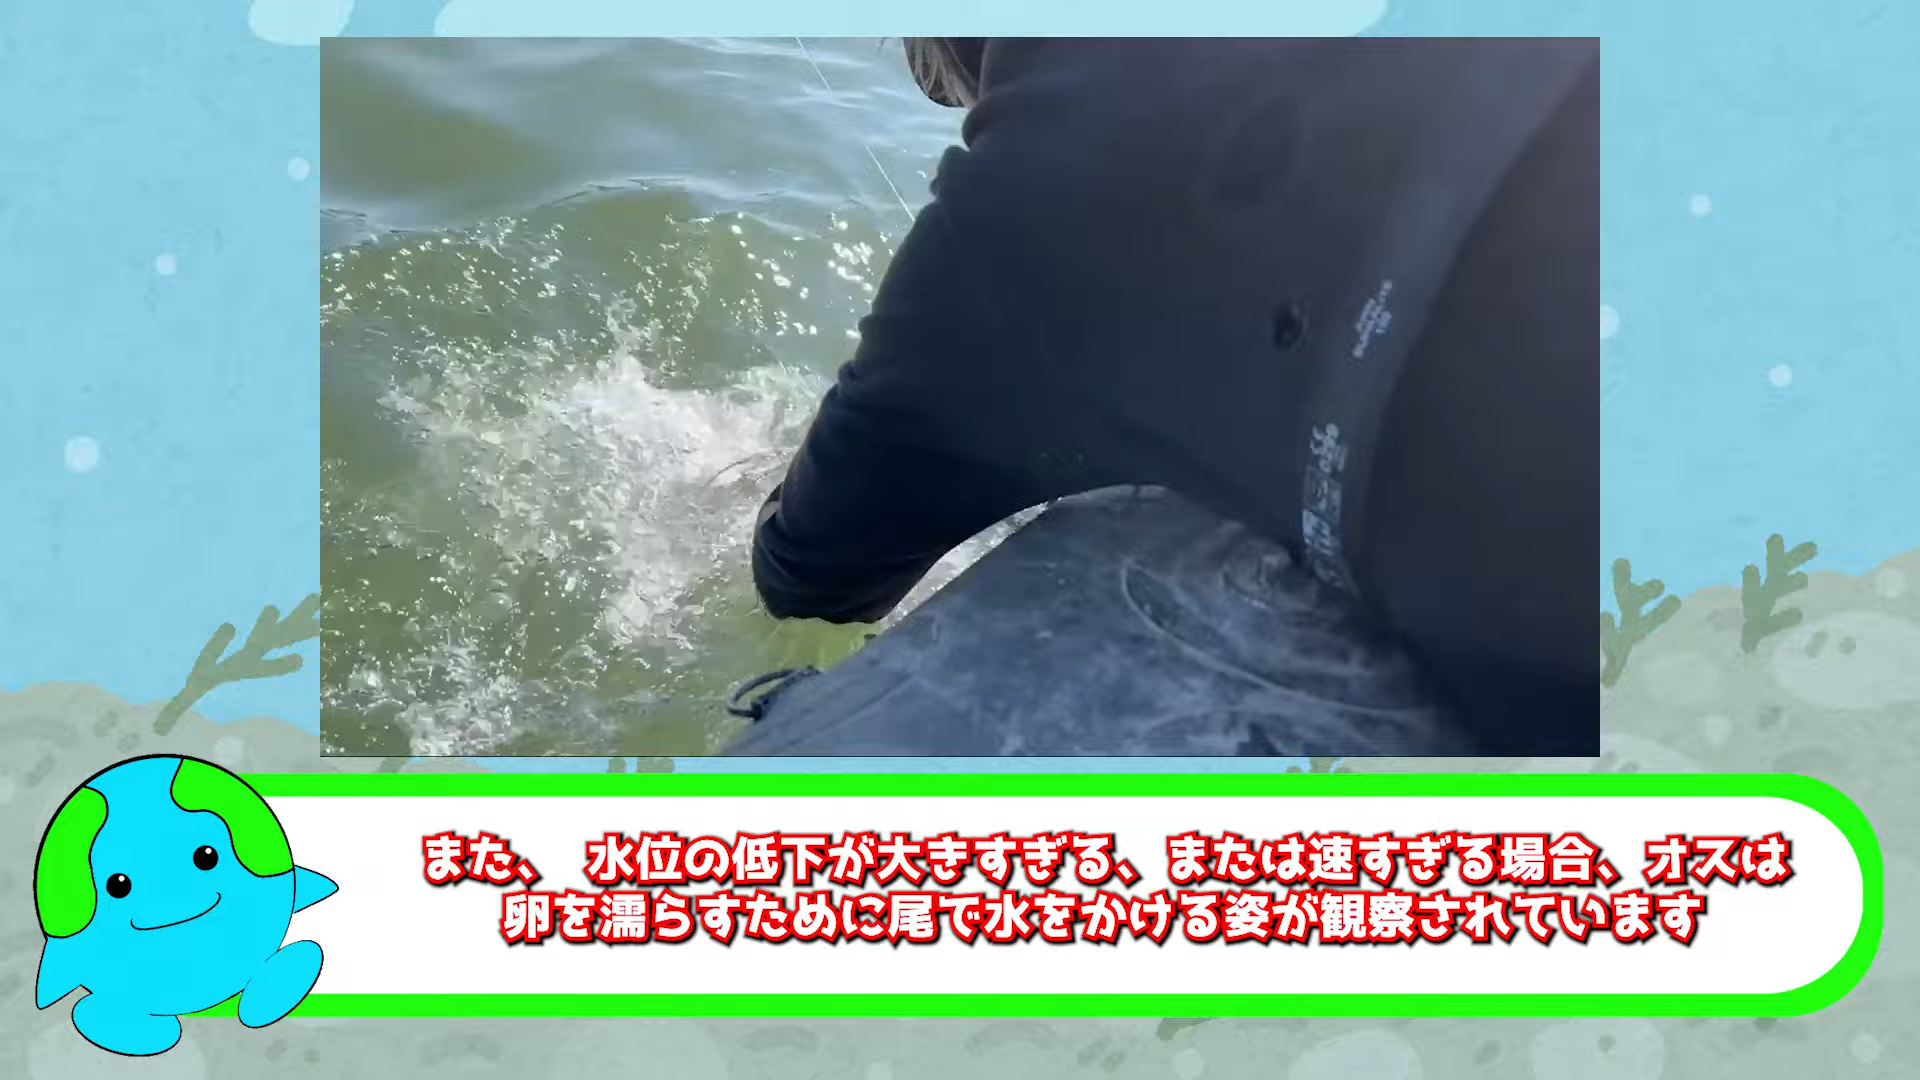 また、 水位の低下が大きすぎる、または速すぎる場合、オスは
卵を濡らすために尾で水をかける姿が観察されています